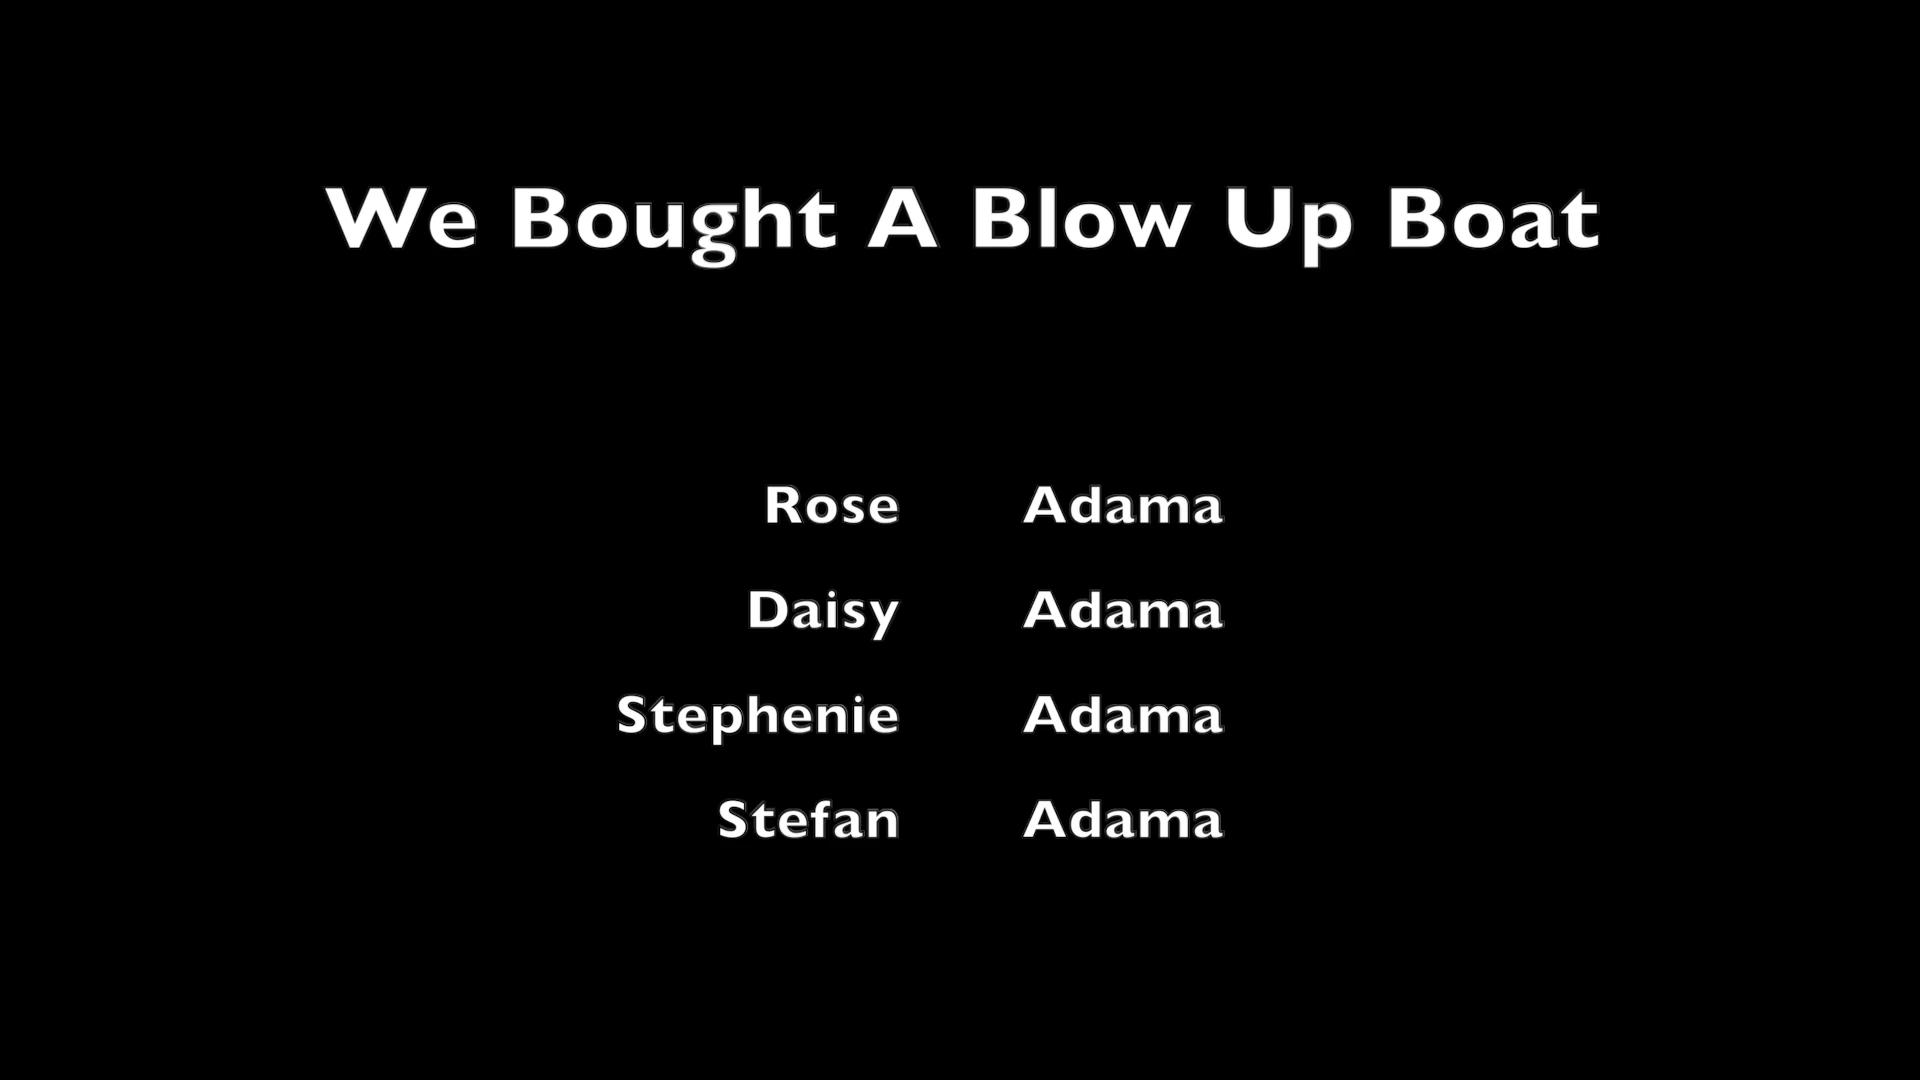 We Bought A Blow Up Boat
Rose Adama
Daisy Adama
Stephenie Adama
Stefan Adama